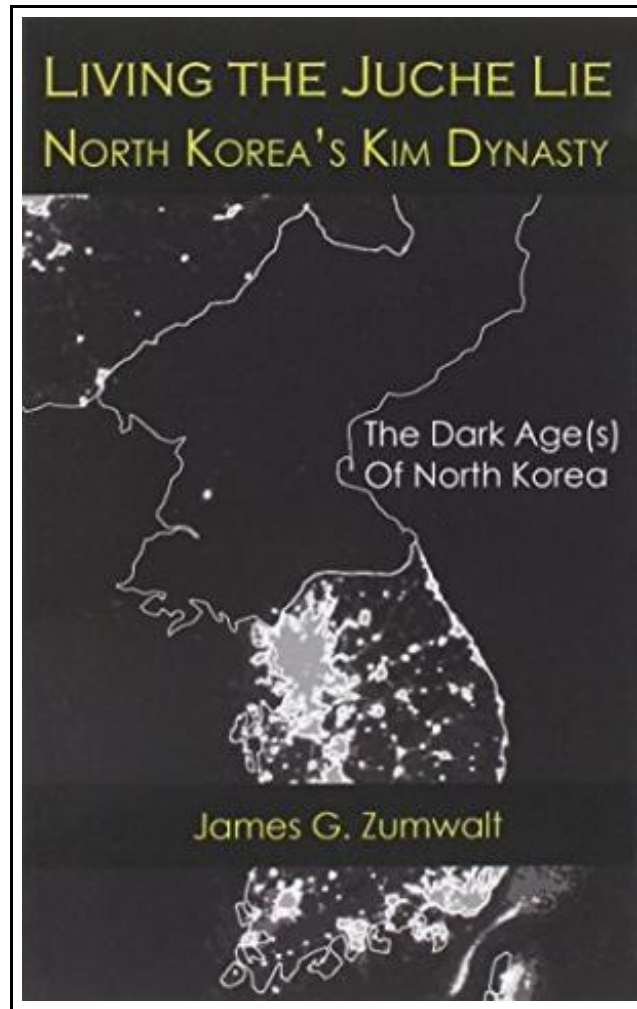 LIVING THE JUCHE LIE
NORTH KOREA'S KIM DYNASTY
The Dark Age(s)
Of North Korea
James G. Zumwalt